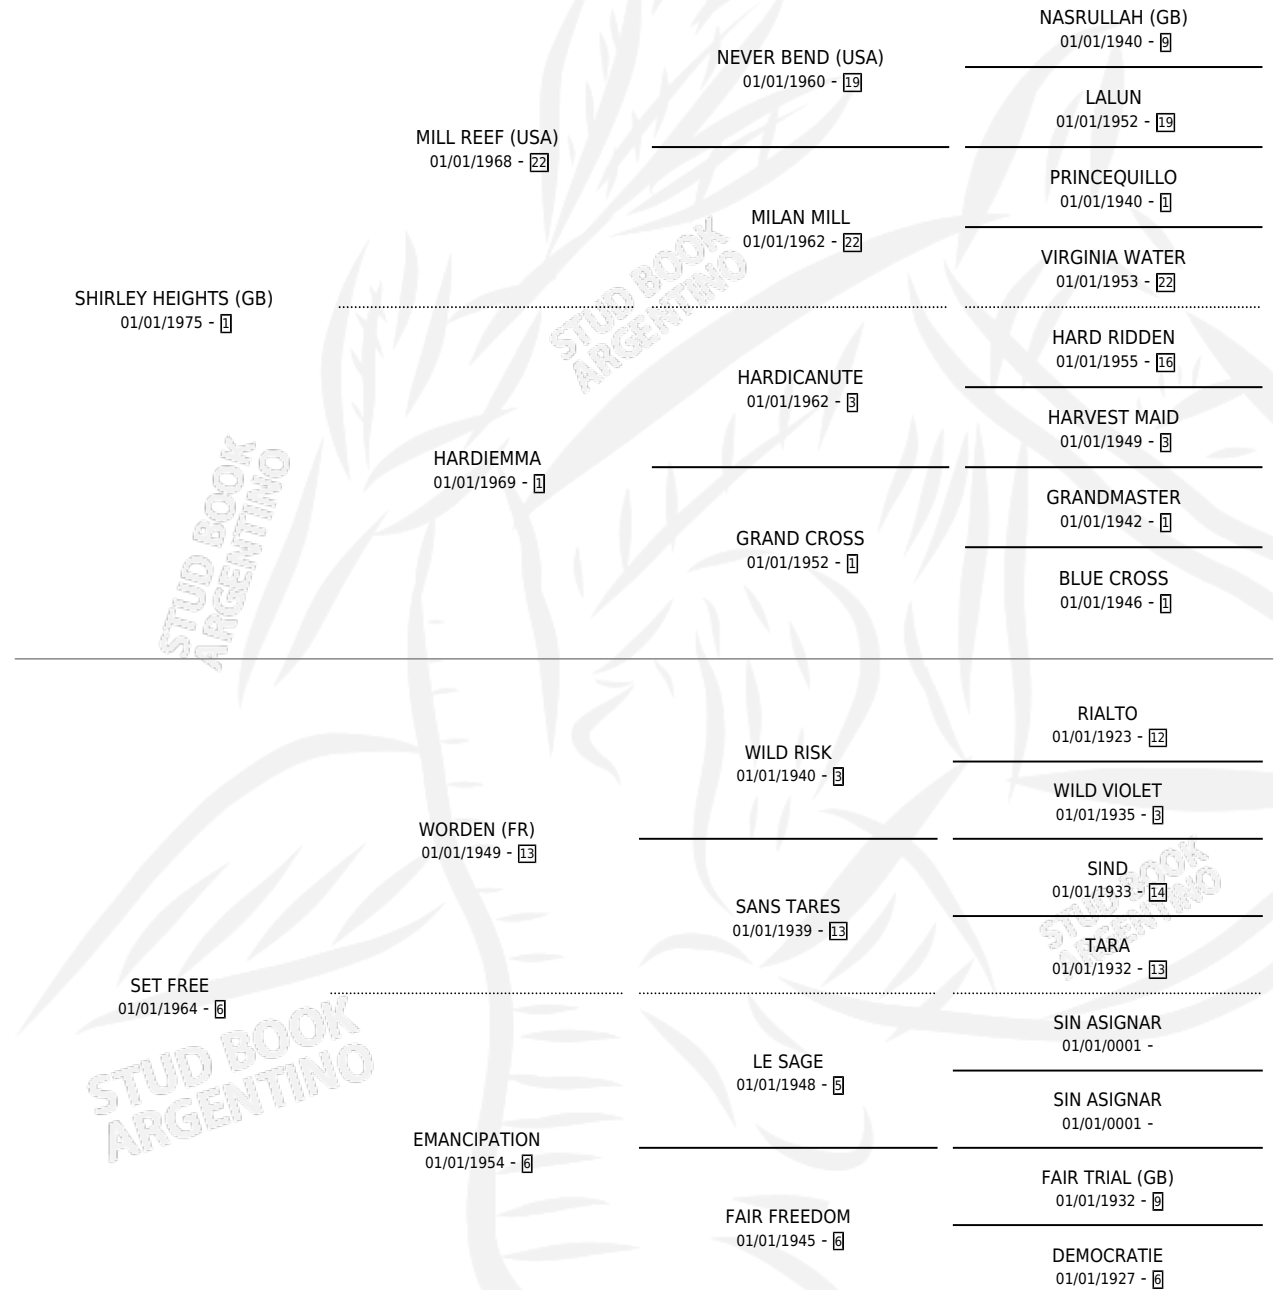 NASRULLAH (GB)
01/01/1940 - 9
NEVER BEND (USA)
01/01/1960 - 19
LALUN
01/01/1952 - 19
MILL REEF (USA)
01/01/1968 - 22
PRINCEQUILLO
01/01/1940 - 1
MILAN MILL
01/01/1962 - 22
VIRGINIA WATER
01/01/1953 - 22
SHIRLEY HEIGHTS (GB)
01/01/1975 - 1
HARD RIDDEN
01/01/1955 - 16
HARDICANUTE
01/01/1962 - 3
HARVEST MAID
01/01/1949 - 3
HARDIEMMA
01/01/1969 - 1
GRANDMASTER
01/01/1942 - 1
GRAND CROSS
01/01/1952 - 1
BLUE CROSS
01/01/1946 - 1
RIALTO
01/01/1923 - 12
WILD RISK
01/01/1940 - 3
WILD VIOLET
01/01/1935 - 3
WORDEN (FR)
01/01/1949 - 13
SIND
01/01/1933 - 14
SANS TARES
01/01/1939 - 13
TARA
01/01/1932 - 13
SET FREE
01/01/1964 - 6
SIN ASIGNAR
01/01/0001 -
LE SAGE
01/01/1948 - 5
SIN ASIGNAR
01/01/0001 -
EMANCIPATION
01/01/1954 - 6
FAIR TRIAL (GB)
01/01/1932 - 9
FAIR FREEDOM
01/01/1945 - 6
DEMOCRATIE
01/01/1927 - 6
STUD BOOK
ARGENTINO
STUD BOOK
ARGENTINO
STUD BOOK
ARGENTINO
STUD BOOK
ARGENTINO